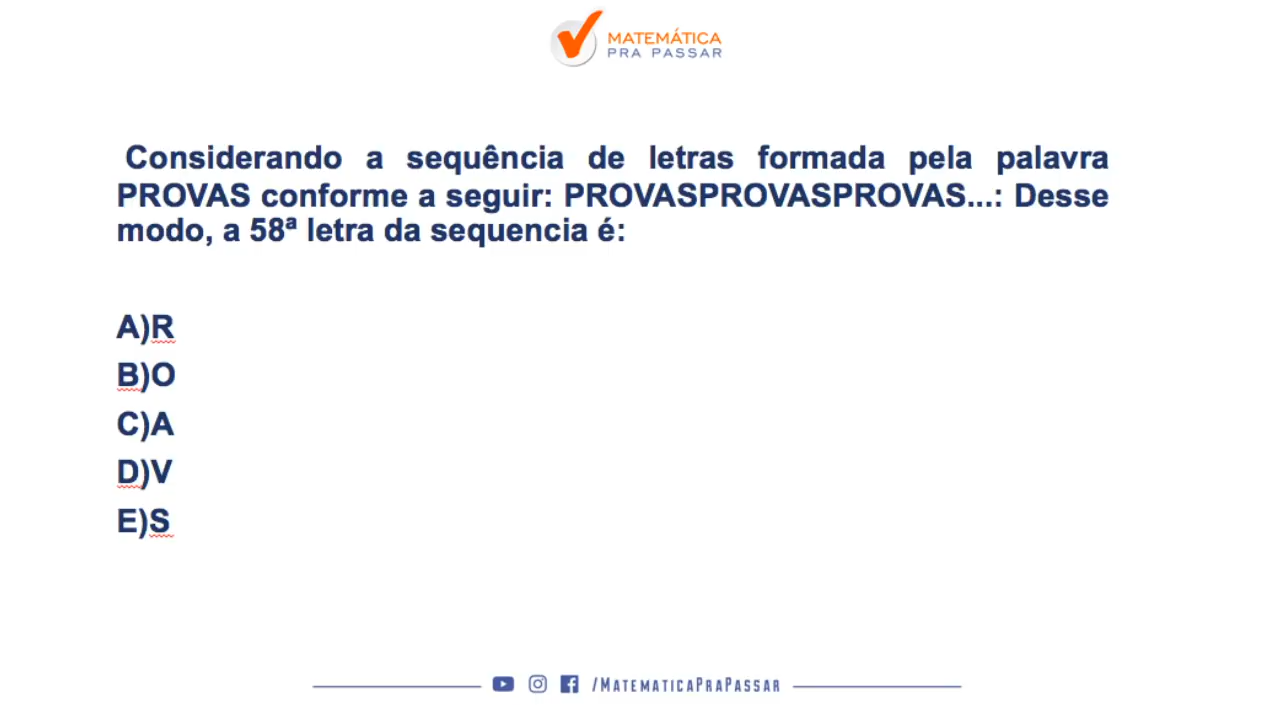 MATEMÁTICA
PRA PASSAR
Considerando a sequência de letras formada pela palavra
PROVAS conforme a seguir: PROVASPROVASPROVAS...: Desse
modo, a 58ª letra da sequencia é:
A)R
B)O
C)A
D)V
E)S
/MATEMATICAPRAPASSAR